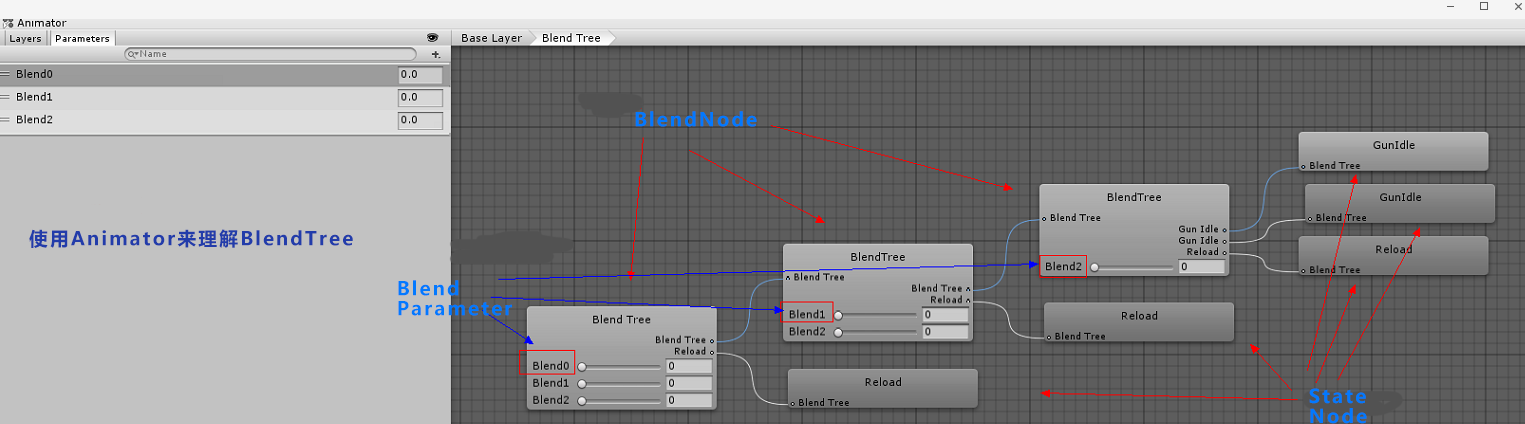 Animator
Layers
Parameters
Name
Blend0
0.0
Blend1
0.0
Blend2
0.0
使用Animator来理解BlendTree
Base Layer
Blend Tree
BlendNode
Blend
Parameter
Blend Tree
Blend Tree
Reload
Blend0
0
Blend1
0
Blend2
0
BlendTree
Blend Tree
Blend Tree
Reload
Blend1
0
Blend2
0
Reload
Blend Tree
BlendTree
Blend Tree
Gun Idle
Gun Idle
Reload
Blend2
0
Reload
Blend Tree
GunIdle
Blend Tree
GunIdle
Blend Tree
Reload
Blend Tree
State
Node